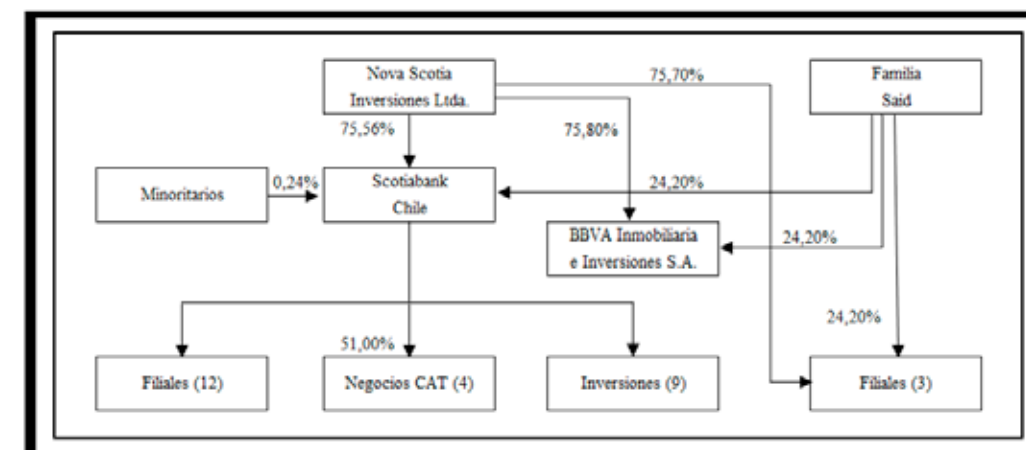 Nova Scotia
Inversiones Ltda.
75,70%
Familia
Said
75,56%
75,80%
Minoritarios
0,24%
Scotiabank
Chile
24,20%
BBVA Inmobiliaria
e Inversiones S.A.
24,20%
24,20%
51,00%
Filiales (12)
Negocios CAT (4)
Inversiones (9)
Filiales (3)